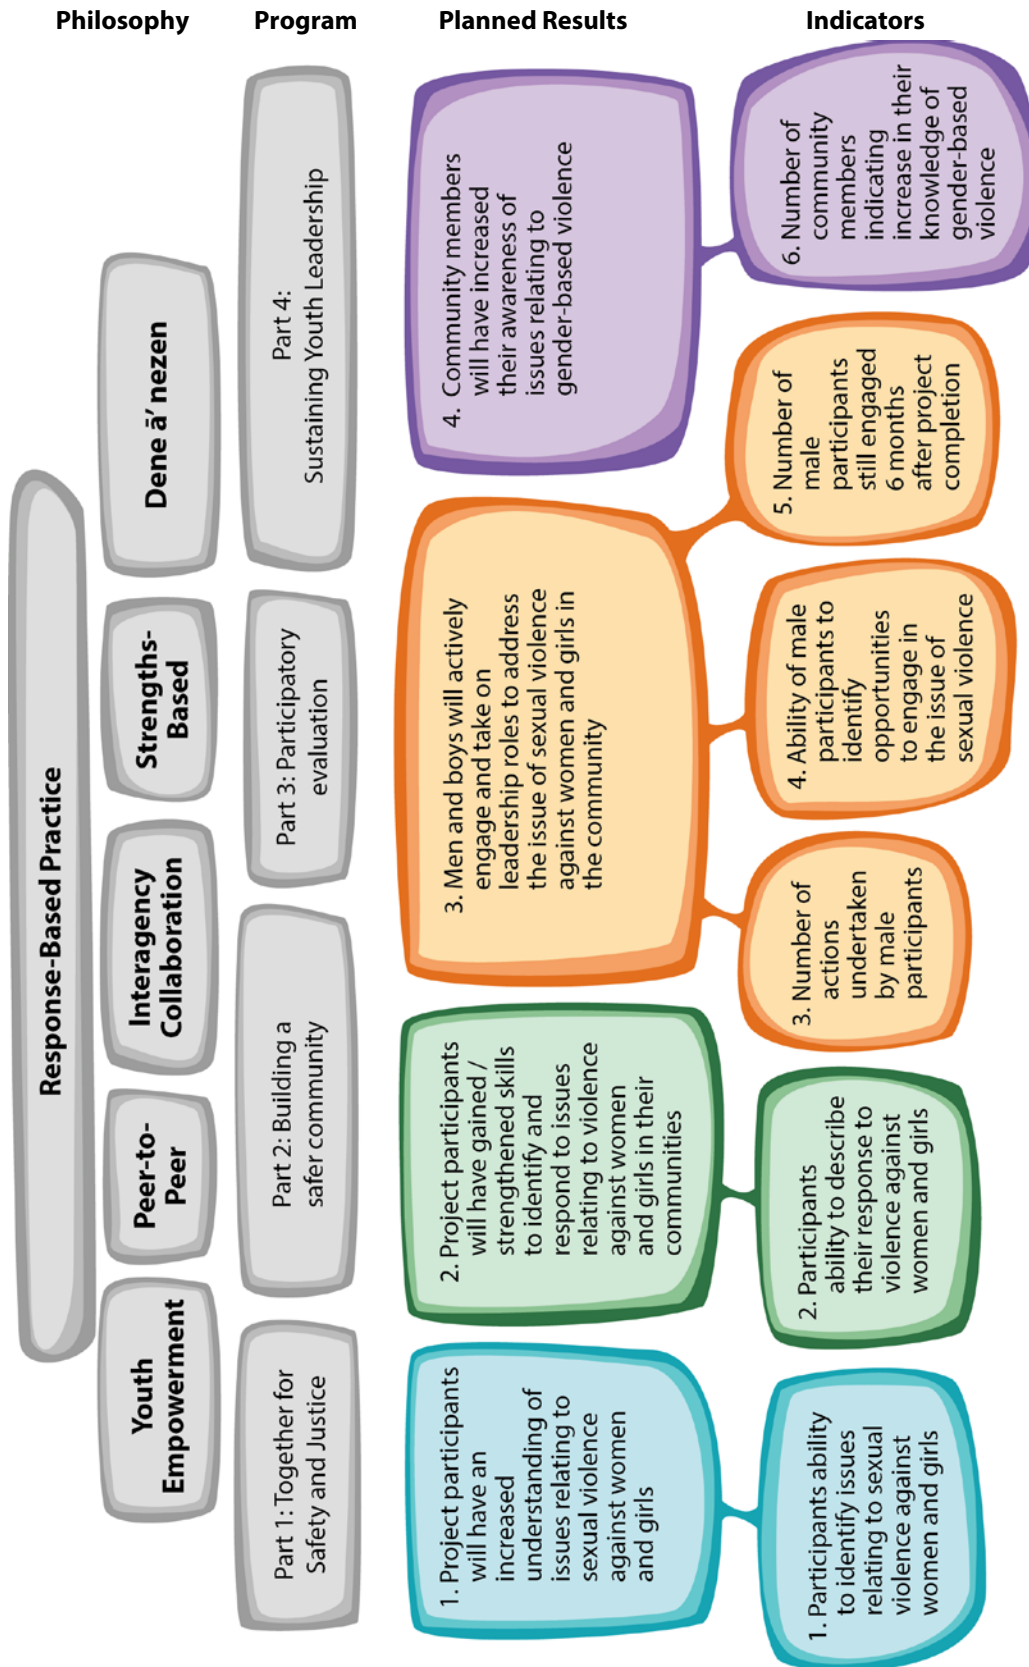 Philosophy
Program
Planned Results
Indicators
Response-Based Practice
Youth
Empowerment
Peer-to-
Peer
Interagency
Collaboration
Strengths-
Based
Dene ā’ nezen
Part 1: Together for
Safety and Justice
Part 2: Building a
safer community
Part 3: Participatory
evaluation
Part 4:
Sustaining Youth Leadership
1. Project participants
will have an
increased
understanding of
issues relating to
sexual violence
against women
and girls
2. Project participants
will have gained /
strengthened skills
to identify and
respond to issues
relating to violence
against women
and girls in their
communities
3. Men and boys will actively
engage and take on
leadership roles to address
the issue of sexual violence
against women and girls in
the community
4. Community members
will have increased
their awareness of
issues relating to
gender-based violence
1. Participants ability
to identify issues
relating to sexual
violence against
women and girls
2. Participants
ability to describe
their response to
violence against
women and girls
3. Number of
actions
undertaken
by male
participants
4. Ability of male
participants to
identify
opportunities
to engage in
the issue of
sexual violence
5. Number of
male
participants
still engaged
6 months
after project
completion
6. Number of
community
members
indicating
increase in their
knowledge of
gender-based
violence